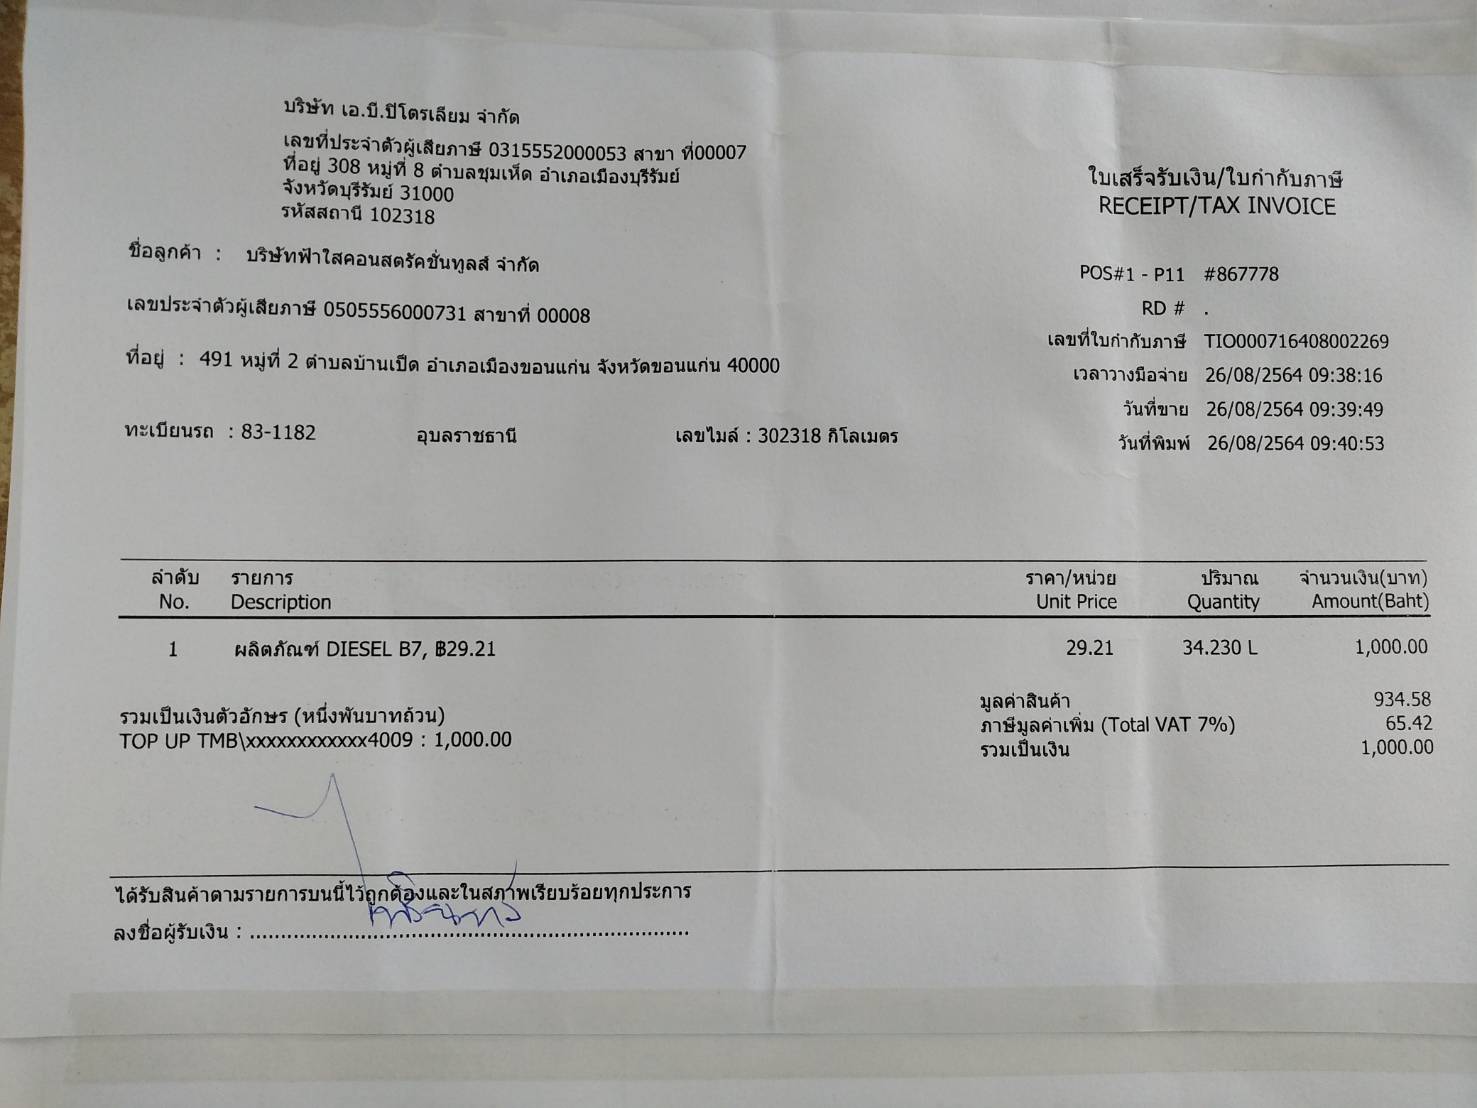 บริษัท เอ.บี.ปิโตรเลียม จำกัด
เลขที่ประจำตัวผู้เสียภาษี 0315552000053 สาขา ที่00007
ที่อยู่ 308 หมู่ที่ 8 ตำบลชุมเห็ด อำเภอเมืองบุรีรัมย์
จังหวัดบุรีรัมย์ 31000
รหัสสถานี 102318
ใบเสร็จรับเงิน/ใบกำกับภาษี
RECEIPT/TAX INVOICE
ชื่อลูกค้า : บริษัทฟ้าใสคอนสตรัคชั่นทูลส์ จำกัด
เลขประจำตัวผู้เสียภาษี 0505556000731 สาขาที่ 00008
ที่อยู่ : 491 หมู่ที่ 2 ตำบลบ้านเป็ด อำเภอเมืองขอนแก่น จังหวัดขอนแก่น 40000
ทะเบียนรถ : 83-1182 อุบลราชธานี เลขไมล์ : 302318 กิโลเมตร
POS#1 - P11 #867778
RD # .
เลขที่ใบกำกับภาษี TIO000716408002269
เวลาวางมือจ่าย 26/08/2564 09:38:16
วันที่ขาย 26/08/2564 09:39:49
วันที่พิมพ์ 26/08/2564 09:40:53
ลำดับ รายการ ราคา/หน่วย ปริมาณ จำนวนเงิน(บาท)
No. Description Unit Price Quantity Amount(Baht)
1 ผลิตภัณฑ์ DIESEL B7, ฿29.21 29.21 34.230 L 1,000.00
มูลค่าสินค้า 934.58
รวมเป็นเงินตัวอักษร (หนึ่งพันบาทถ้วน) ภาษีมูลค่าเพิ่ม (Total VAT 7%) 65.42
TOP UP TMB\xxxxxxxxxxxx4009 : 1,000.00 รวมเป็นเงิน 1,000.00
ได้รับสินค้าตามรายการบนนี้ไว้ถูกต้องและในสภาพเรียบร้อยทุกประการ
ลงชื่อผู้รับเงิน : ......................................................................